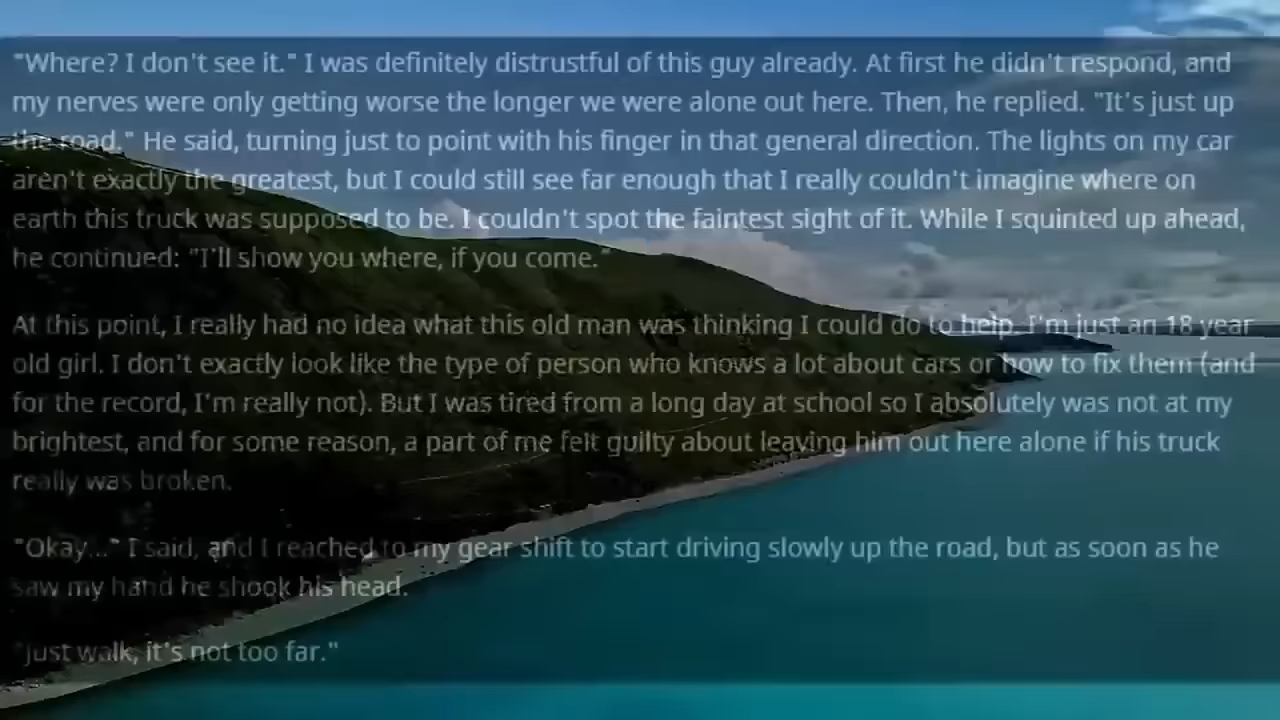 "Where? I don't see it." I was definitely distrustful of this guy already. At first he didn't respond, and
my nerves were only getting worse the longer we were alone out here. Then, he replied. "It's just up
the road." He said, turning just to point with his finger in that general direction. The lights on my car
aren't exactly the greatest, but I could still see far enough that I really couldn't imagine where on
earth this truck was supposed to be. I couldn't spot the faintest sight of it. While I squinted up ahead,
he continued: "I'll show you where, if you come."
At this point, I really had no idea what this old man was thinking I could do to help. I'm just an 18 year
old girl. I don't exactly look like the type of person who knows a lot about cars or how to fix them (and
for the record, I'm really not). But I was tired from a long day at school so I absolutely was not at my
brightest, and for some reason, a part of me felt guilty about leaving him out here alone if his truck
really was broken.
"Okay..." I said, and I reached to my gear shift to start driving slowly up the road, but as soon as he
saw my hand he shook his head.
"Just walk, it's not too far."